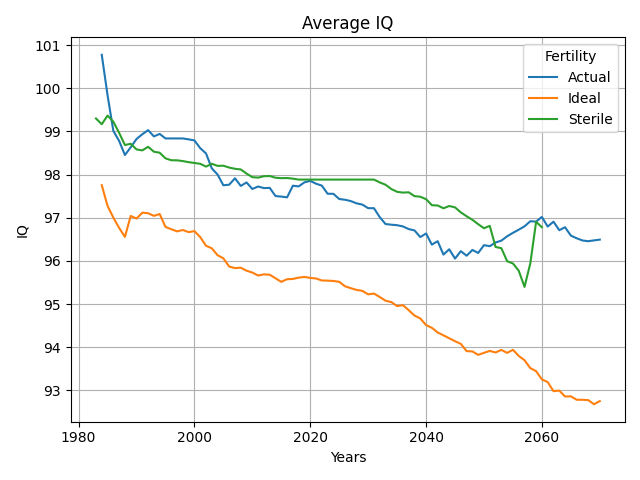 Average IQ
101
100
99
98
97
96
95
94
93
IQ
1980
2000
2020
2040
2060
Years
Fertility
Actual
Ideal
Sterile